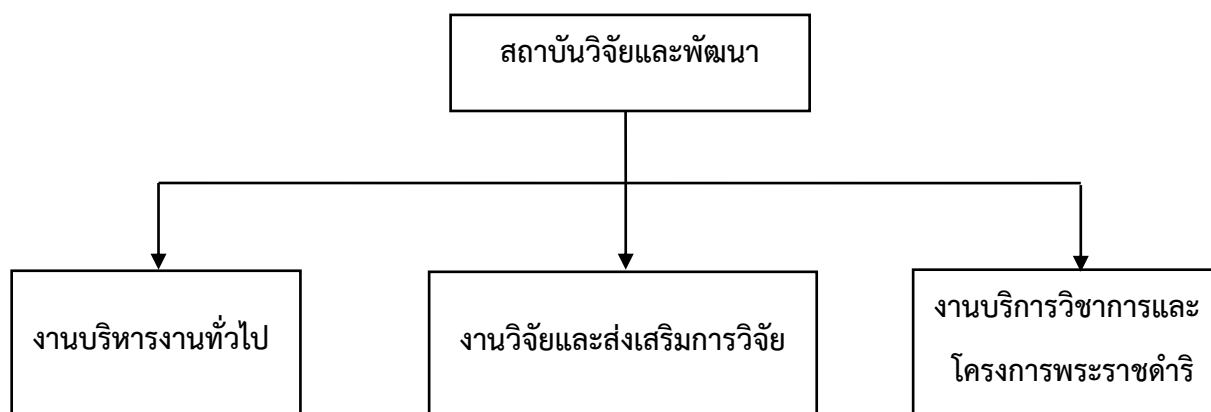 สถาบันวิจัยและพัฒนา
งานบริหารงานทั่วไป
งานวิจัยและส่งเสริมการวิจัย
งานบริการวิชาการและ
โครงการพระราชดำริ